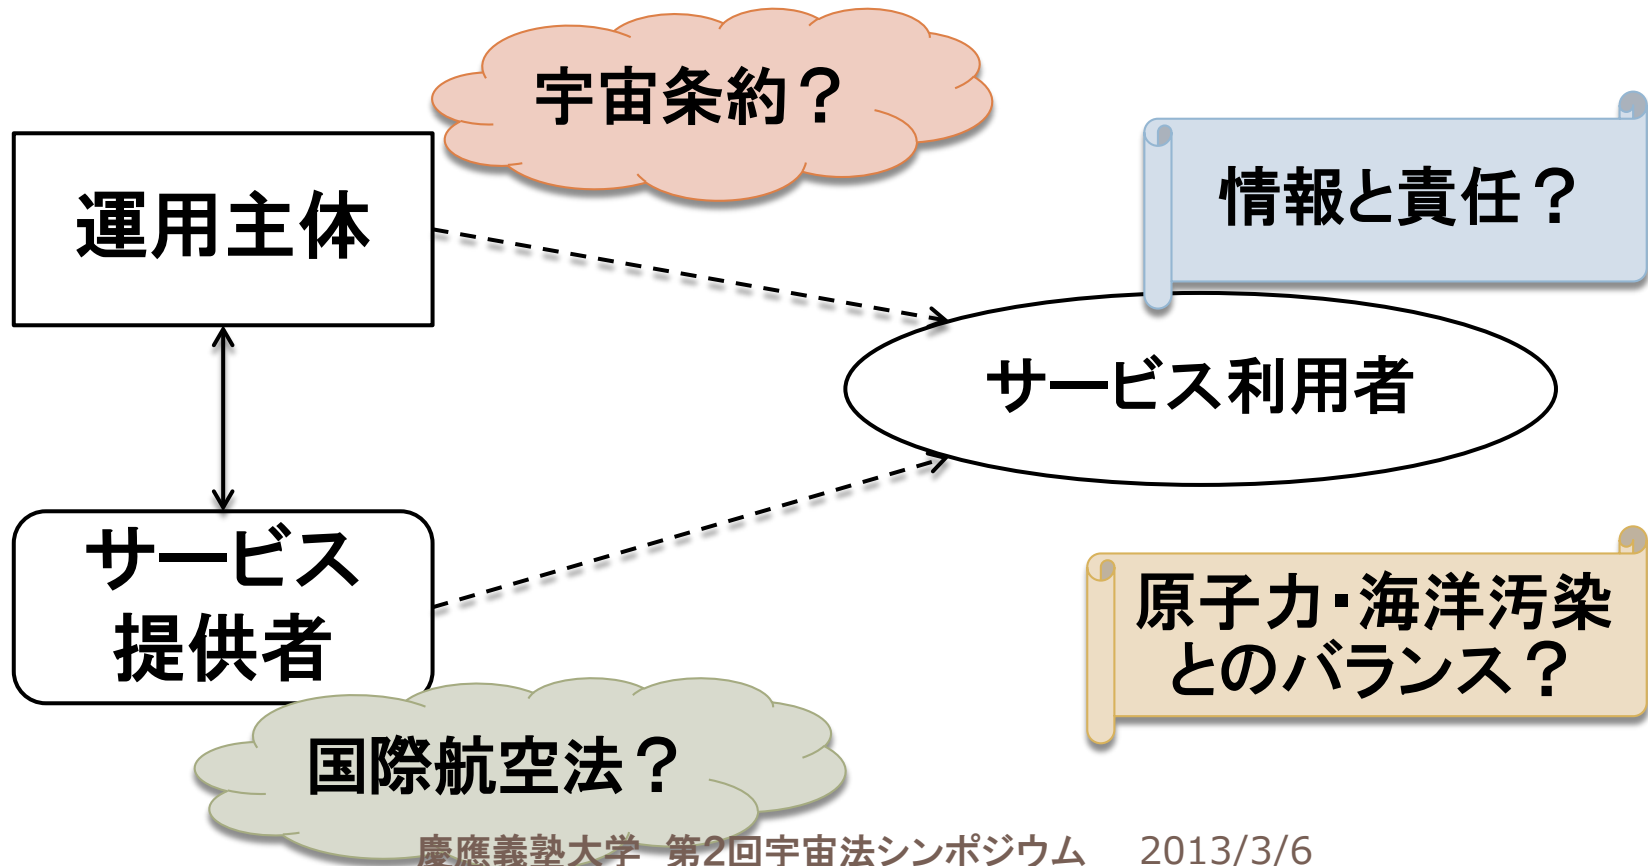 宇宙条約？
運用主体
情報と責任？
サービス利用者
サービス
提供者
原子力・海洋汚染
とのバランス？
国際航空法？
慶應義塾大学 第2回宇宙法シンポジウム 2013/3/6